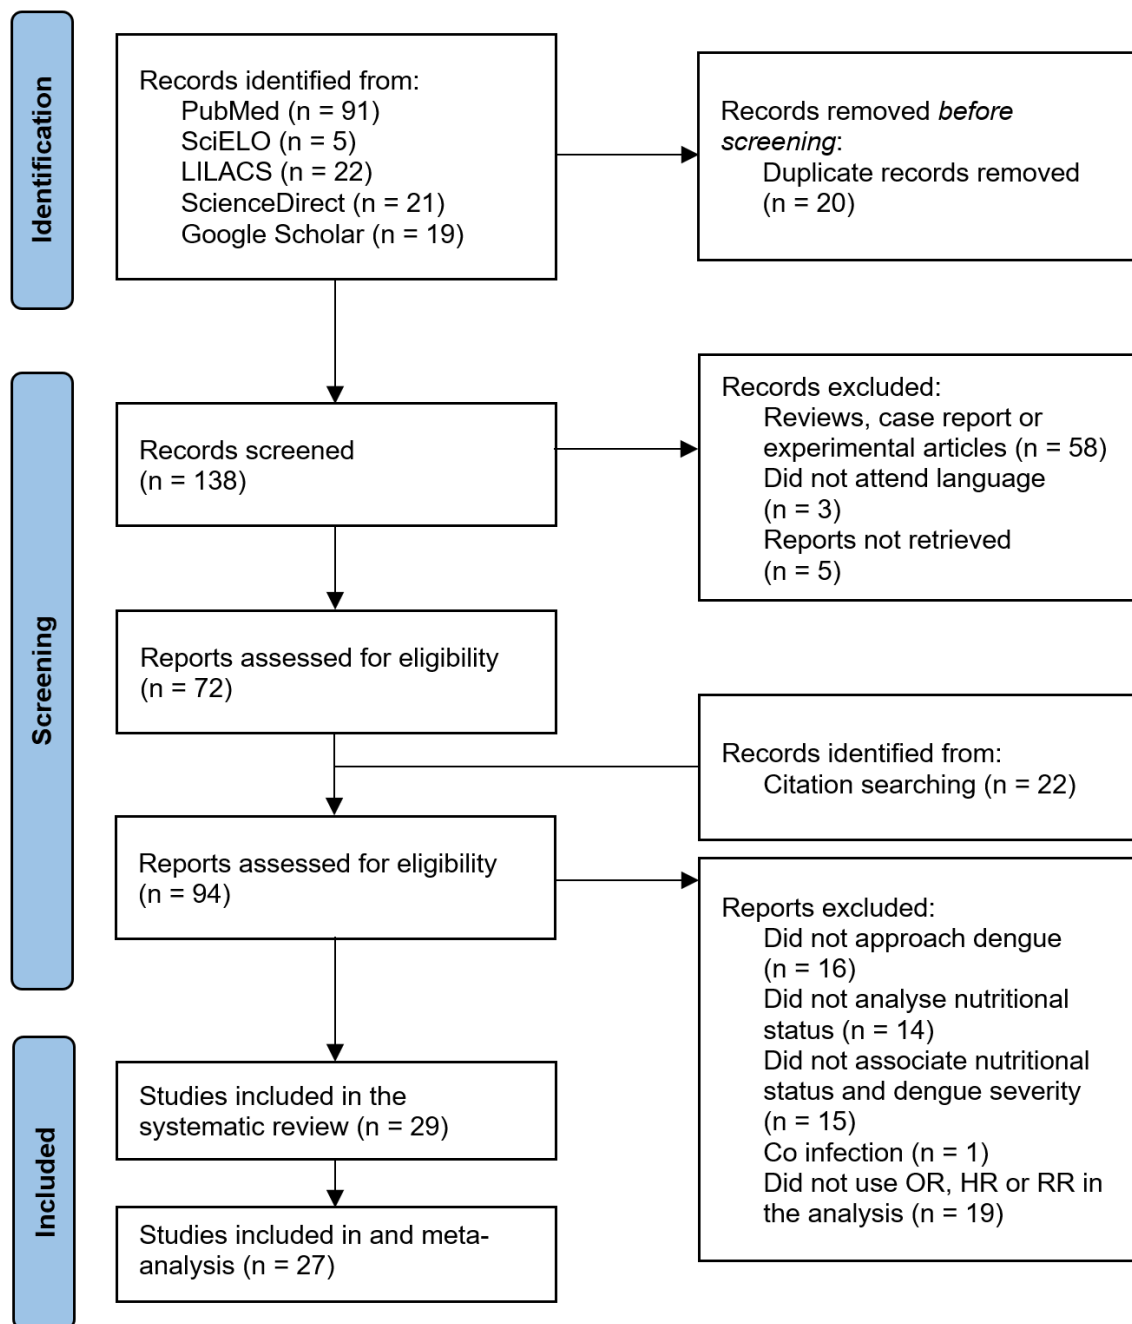 Identification
Records identified from:
PubMed (n = 91)
SciELO (n = 5)
LILACS (n = 22)
ScienceDirect (n = 21)
Google Scholar (n = 19)
Records removed before
screening:
Duplicate records removed
(n = 20)
Screening
Records screened
(n = 138)
Records excluded:
Reviews, case report or
experimental articles (n = 58)
Did not attend language
(n = 3)
Reports not retrieved
(n = 5)
Reports assessed for eligibility
(n = 72)
Records identified from:
Citation searching (n = 22)
Reports assessed for eligibility
(n = 94)
Reports excluded:
Did not approach dengue
(n = 16)
Did not analyse nutritional
status (n = 14)
Did not associate nutritional
status and dengue severity
(n = 15)
Co infection (n = 1)
Did not use OR, HR or RR in
the analysis (n = 19)
Included
Studies included in the
systematic review (n = 29)
Studies included in and meta-
analysis (n = 27)